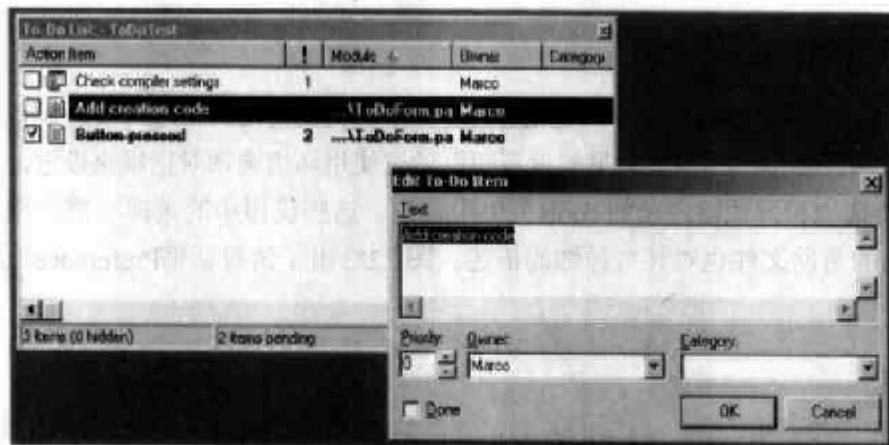 To-Do List - ToDoTest
Action Item ! Module Owner Category
Check compiler settings 1 Marco
Add creation code ...\ToDoForm.pa Marco
Button pressed 2 ...\ToDoForm.pa Marco
3 items (0 hidden) 2 items pending
Edit To-Do Item
Text
Add creation code
Priority: Owner: Category:
0 Marco
Done
OK Cancel